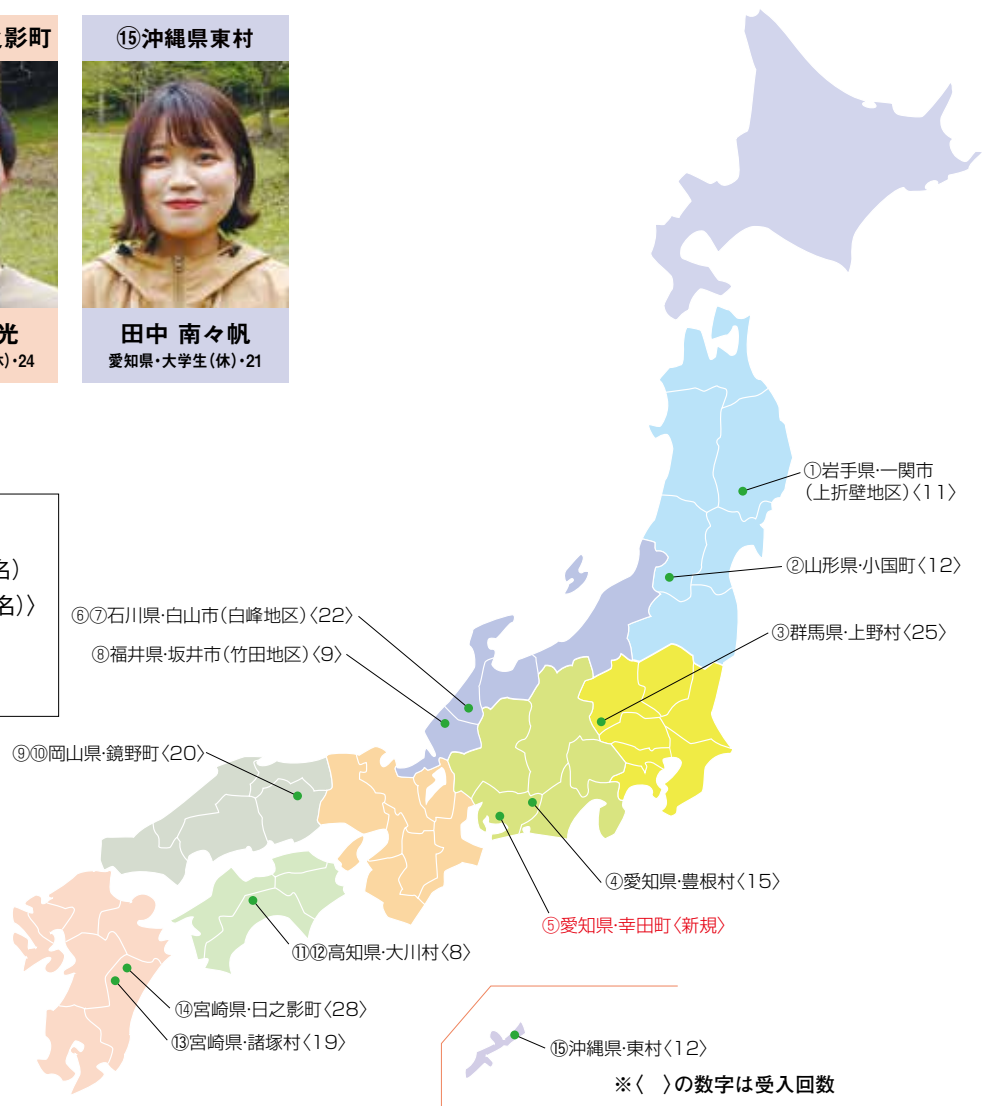 之影町
光
休)・24
⑮沖縄県東村
田中 南々帆
愛知県・大学生(休)・21
名)
名)〉
①岩手県・一関市
(上折壁地区)〈11〉
②山形県・小国町〈12〉
③群馬県・上野村〈25〉
⑥⑦石川県・白山市(白峰地区)〈22〉
⑧福井県・坂井市(竹田地区)〈9〉
⑨⑩岡山県・鏡野町〈20〉
④愛知県・豊根村〈15〉
⑤愛知県・幸田町〈新規〉
⑪⑫高知県・大川村〈8〉
⑭宮崎県・日之影町〈28〉
⑬宮崎県・諸塚村〈19〉
⑮沖縄県・東村〈12〉
※〈 〉の数字は受入回数